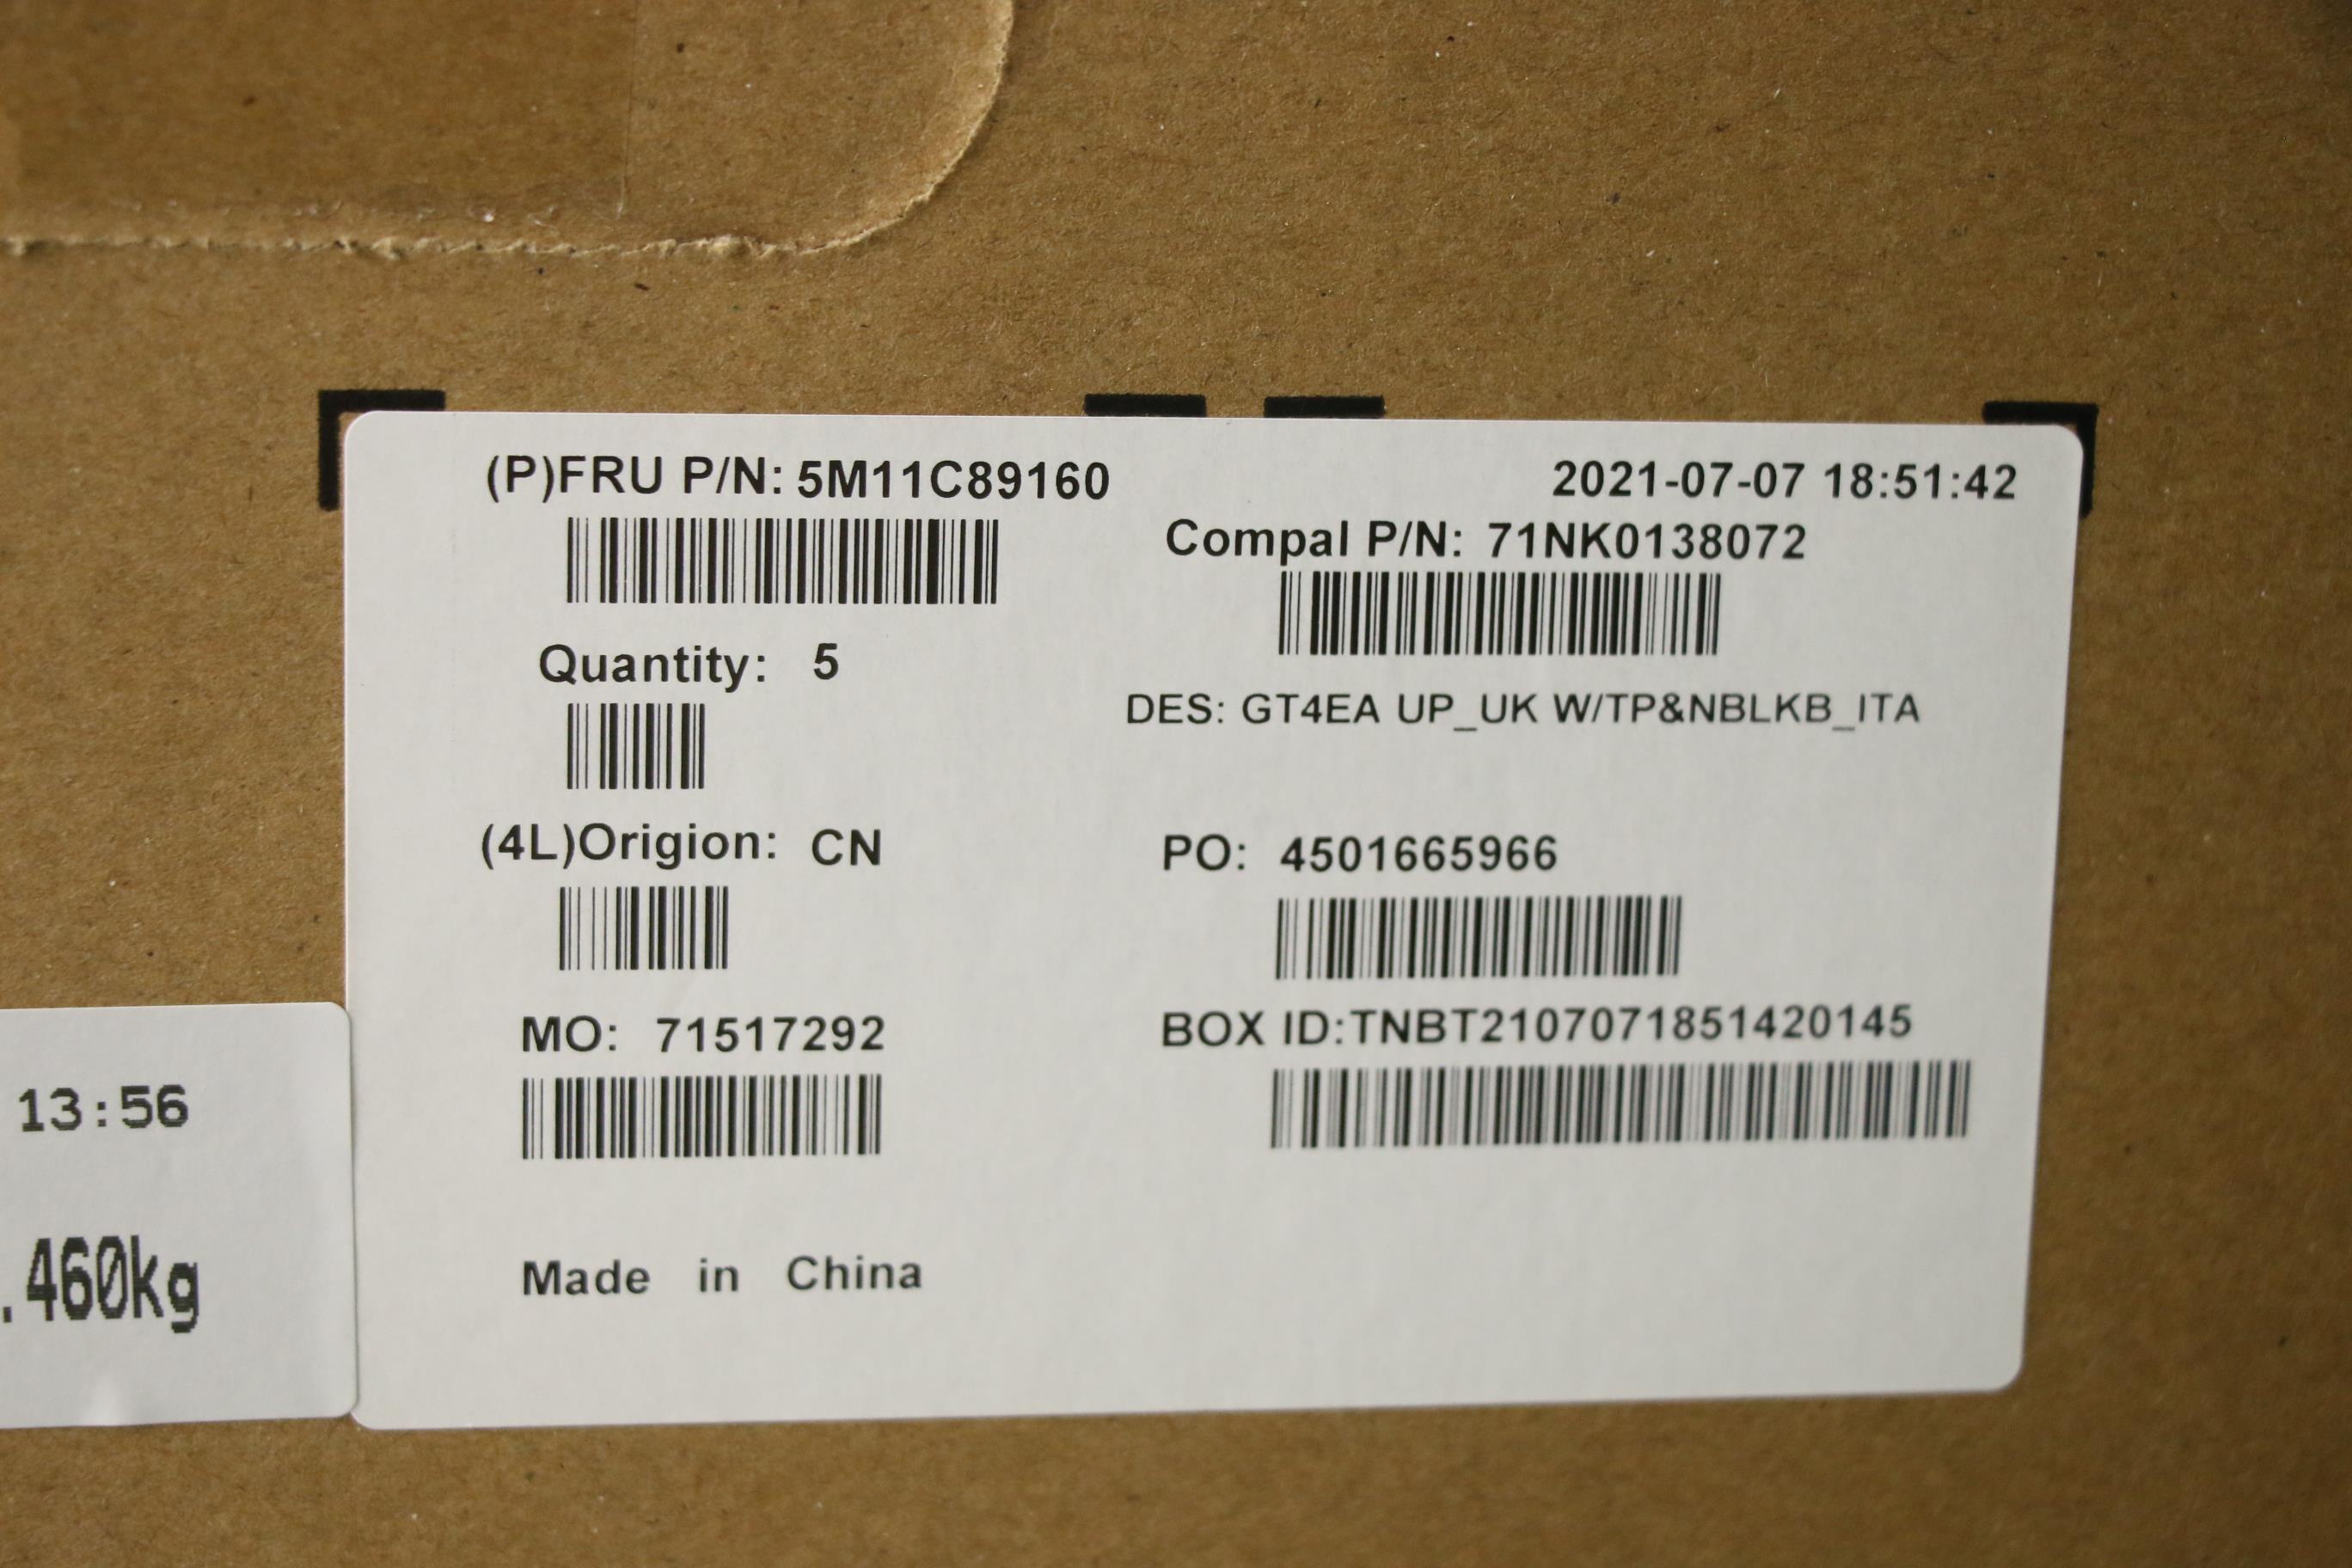 (P)FRU P/N: 5M11C89160
2021-07-07 18:51:42
Compal P/N: 71NK0138072
Quantity: 5
DES: GT4EA UP_UK W/TP&NBLKB_ITA
(4L)Origion: CN
PO: 4501665966
MO: 71517292
BOX ID:TNBT2107071851420145
Made in China
13:56
.460kg